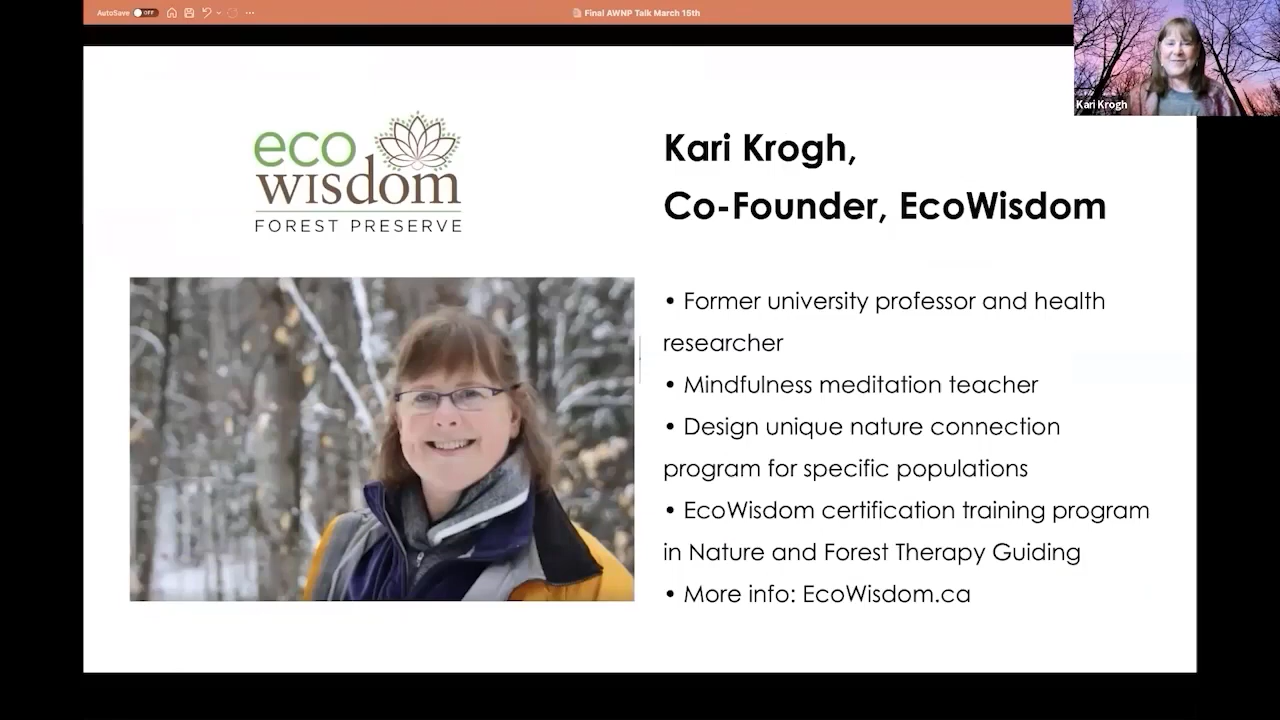 AutoSave OFF
Final AWNP Talk March 15th
Kari Krogh
eco
wisdom
FOREST PRESERVE
Kari Krogh,
Co-Founder, EcoWisdom
• Former university professor and health
researcher
• Mindfulness meditation teacher
• Design unique nature connection
program for specific populations
• EcoWisdom certification training program
in Nature and Forest Therapy Guiding
• More info: EcoWisdom.ca